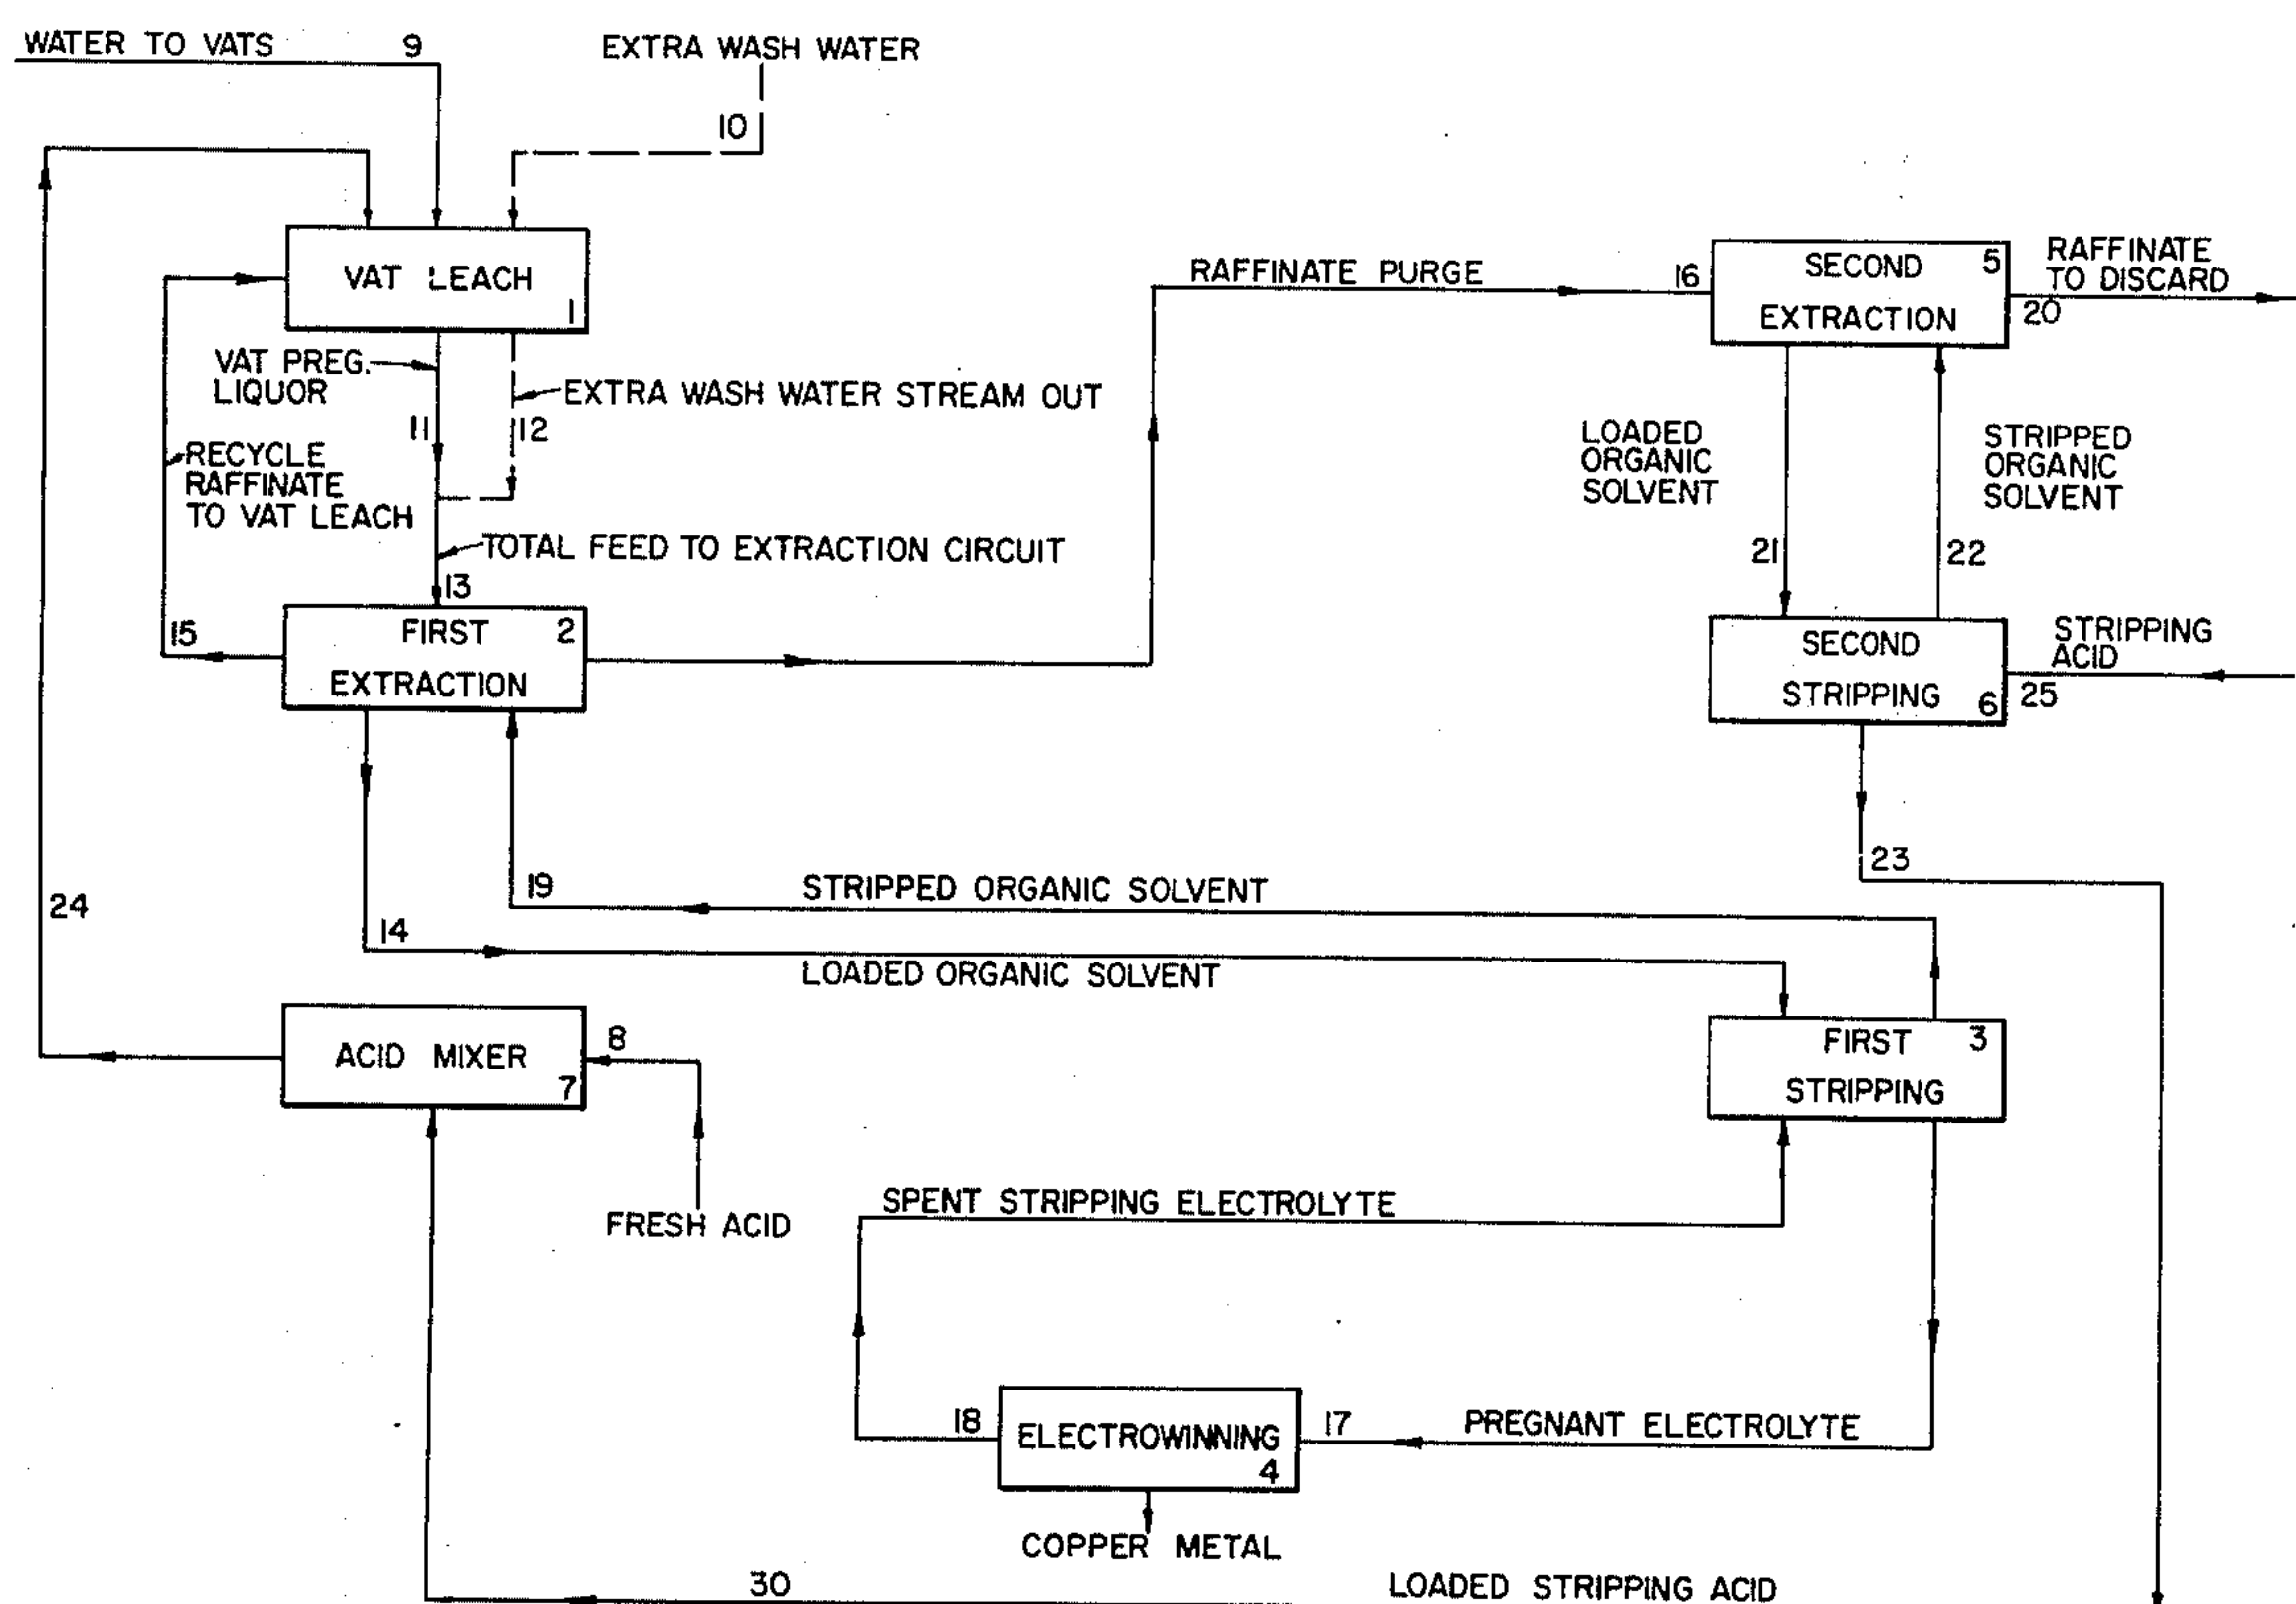 WATER TO VATS 9
EXTRA WASH WATER
10
VAT LEACH
1
VAT PREG.
LIQUOR
11
12
EXTRA WASH WATER STREAM OUT
RECYCLE
RAFFINATE
TO VAT LEACH
TOTAL FEED TO EXTRACTION CIRCUIT
13
15
FIRST 2
EXTRACTION
RAFFINATE PURGE
16
SECOND 5
EXTRACTION
RAFFINATE
TO DISCARD
20
LOADED
ORGANIC
SOLVENT
STRIPPED
ORGANIC
SOLVENT
21
22
SECOND
STRIPPING
6
STRIPPING
ACID
25
23
24
19
STRIPPED ORGANIC SOLVENT
14
LOADED ORGANIC SOLVENT
ACID MIXER
7
8
FRESH ACID
FIRST 3
STRIPPING
SPENT STRIPPING ELECTROLYTE
18
ELECTROWINNING
4
17
PREGNANT ELECTROLYTE
COPPER METAL
30
LOADED STRIPPING ACID